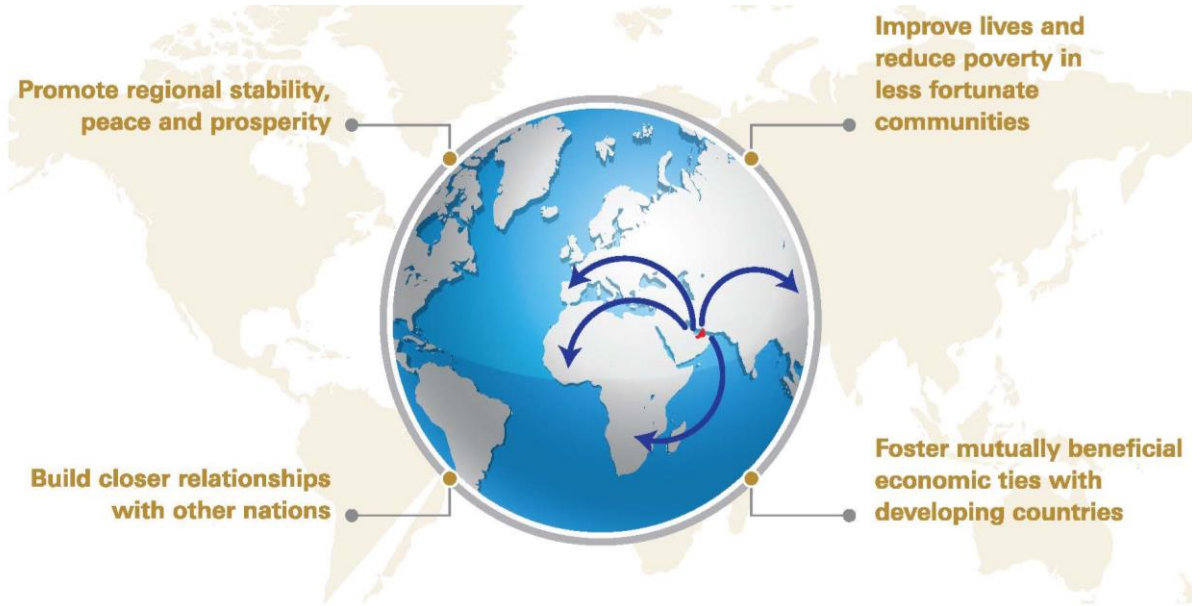 Promote regional stability,
peace and prosperity
Improve lives and
reduce poverty in
less fortunate
communities
Build closer relationships
with other nations
Foster mutually beneficial
economic ties with
developing countries